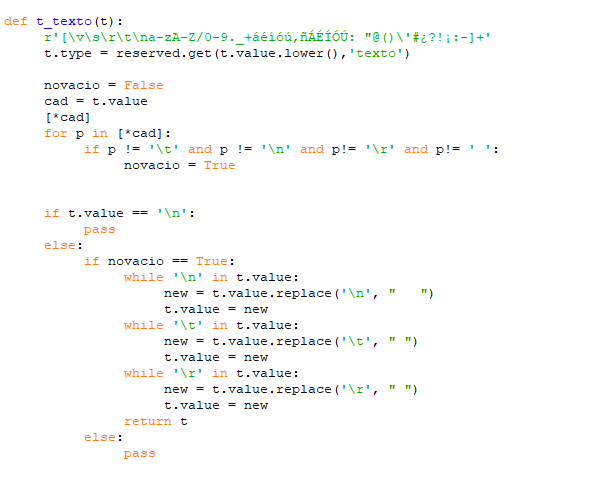 def t_texto(t):
r'[\v\s\r\t\na-zA-Z/0-9._+áéíóú,ñÁÉÍÓÚ: "@()\'#¿?!¡:-]+'
t.type = reserved.get(t.value.lower(),'texto')
novacio = False
cad = t.value
[*cad]
for p in [*cad]:
if p != '\t' and p != '\n' and p!= '\r' and p!= ' ':
novacio = True
if t.value == '\n':
pass
else:
if novacio == True:
while '\n' in t.value:
new = t.value.replace('\n', "   ")
t.value = new
while '\t' in t.value:
new = t.value.replace('\t', " ")
t.value = new
while '\r' in t.value:
new = t.value.replace('\r', " ")
t.value = new
return t
else:
pass